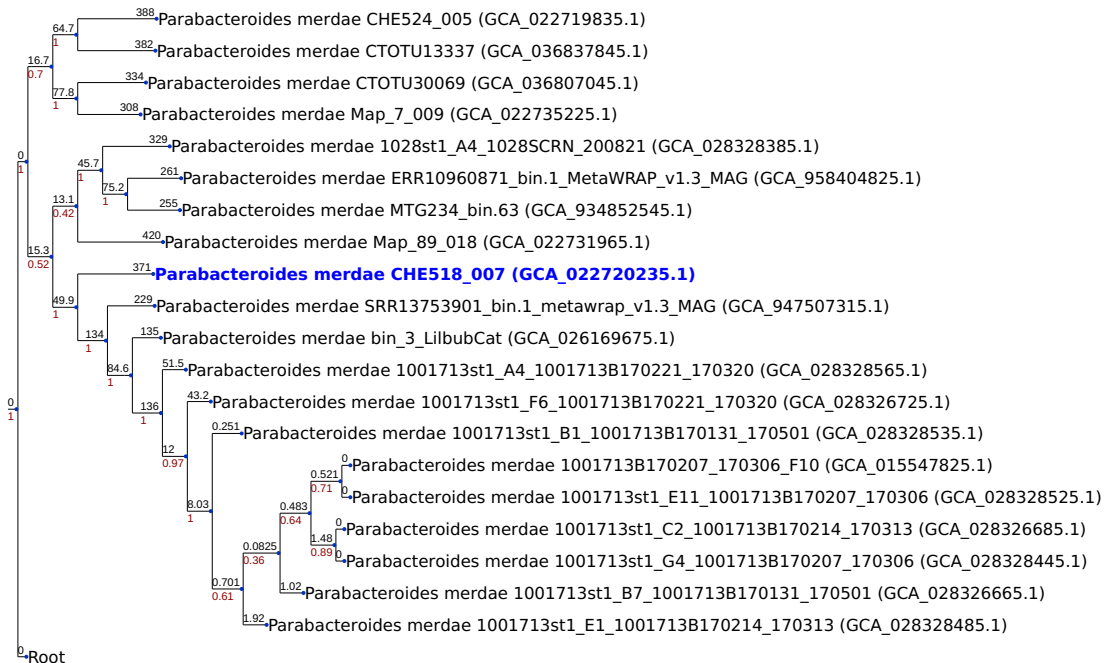 388 Parabacteroides merdae CHE524_005 (GCA_022719835.1)
64.7
1
382 Parabacteroides merdae CTOTU13337 (GCA_036837845.1)
16.7
0.7
334 Parabacteroides merdae CTOTU30069 (GCA_036807045.1)
77.8
1
308 Parabacteroides merdae Map_7_009 (GCA_022735225.1)
0
1
329 Parabacteroides merdae 1028st1_A4_1028SCRN_200821 (GCA_028328385.1)
45.7
1
261 Parabacteroides merdae ERR10960871_bin.1_MetaWRAP_v1.3_MAG (GCA_958404825.1)
75.2
1
255 Parabacteroides merdae MTG234_bin.63 (GCA_934852545.1)
13.1
0.42
420 Parabacteroides merdae Map_89_018 (GCA_022731965.1)
15.3
0.52
371 Parabacteroides merdae CHE518_007 (GCA_022720235.1)
49.9
1
229 Parabacteroides merdae SRR13753901_bin.1_metawrap_v1.3_MAG (GCA_947507315.1)
134
1
135 Parabacteroides merdae bin_3_LilbubCat (GCA_026169675.1)
84.6
1
51.5 Parabacteroides merdae 1001713st1_A4_1001713B170221_170320 (GCA_028328565.1)
136
1
43.2 Parabacteroides merdae 1001713st1_F6_1001713B170221_170320 (GCA_028326725.1)
0
1
12
0.97
0.251 Parabacteroides merdae 1001713st1_B1_1001713B170131_170501 (GCA_028328535.1)
8.03
1
0 Parabacteroides merdae 1001713B170207_170306_F10 (GCA_015547825.1)
0.521
0.71
0 Parabacteroides merdae 1001713st1_E11_1001713B170207_170306 (GCA_028328525.1)
0.483
0.64
0 Parabacteroides merdae 1001713st1_C2_1001713B170214_170313 (GCA_028326685.1)
1.48
0.89
0 Parabacteroides merdae 1001713st1_G4_1001713B170207_170306 (GCA_028328445.1)
0.0825
0.36
1.02 Parabacteroides merdae 1001713st1_B7_1001713B170131_170501 (GCA_028326665.1)
0.701
0.61
1.92 Parabacteroides merdae 1001713st1_E1_1001713B170214_170313 (GCA_028328485.1)
0 Root